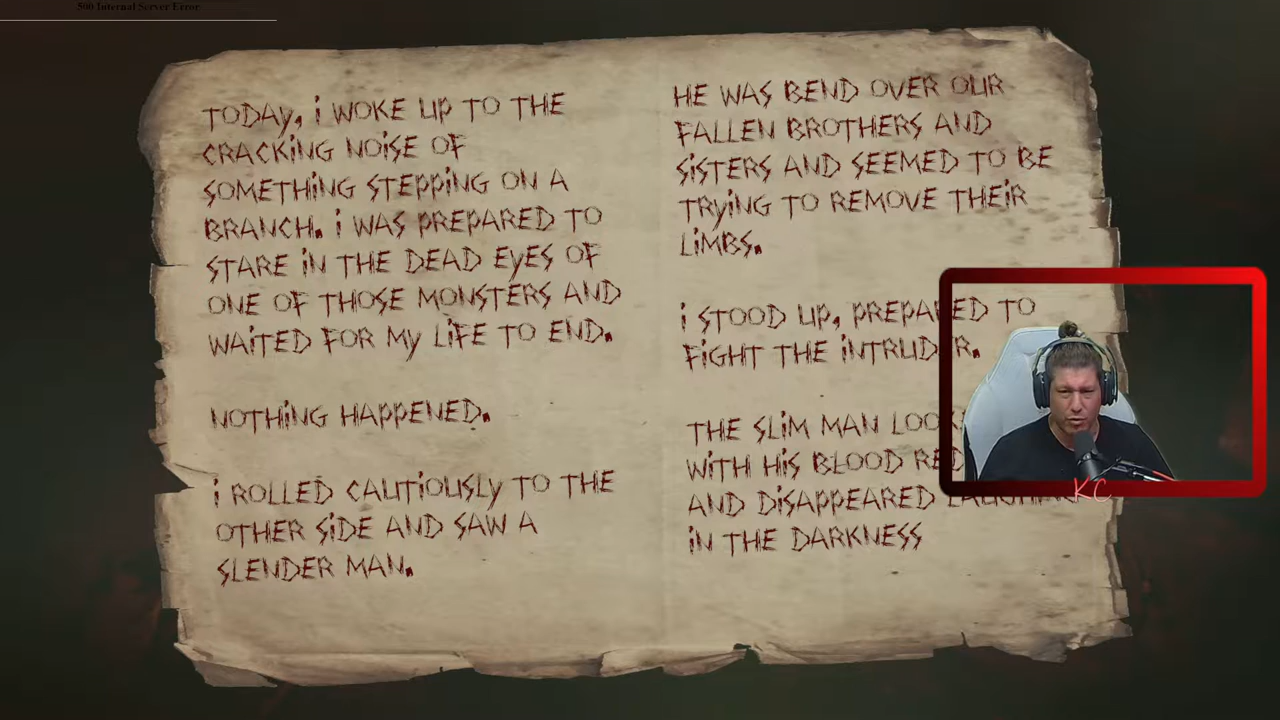 500 Internal Server Error
TODAY, i WOKE UP TO THE
CRACKiNG NOiSE OF
SOMETHiNG STEPPiNG ON A
BRANCH. i WAS PREPARED TO
STARE iN THE DEAD EYES OF
ONE OF THOSE MONSTERS AND
WAiTED FOR MY LiFE TO END.
NOTHiNG HAPPENED.
i ROLLED CAUTiOUSLY TO THE
OTHER SiDE AND SAW A
SLENDER MAN.
HE WAS BEND OVER OUR
FALLEN BROTHERS AND
SiSTERS AND SEEMED TO BE
TRYiNG TO REMOVE THEiR
LiMBS.
i STOOD UP, PREPARED TO
FiGHT THE iNTRUDER.
THE SLiM MAN
WiTH HiS BLOOD RED
AND DiSAPPEARED
iN THE DARKNESS
KC